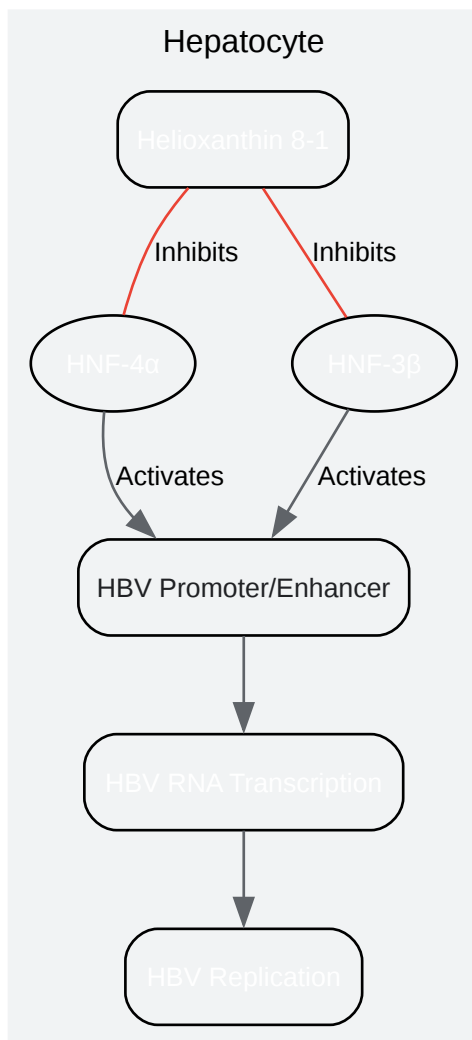 Hepatocyte
Helioxanthin 8-1
Inhibits
Inhibits
HNF-4α
HNF-3β
Activates
Activates
HBV Promoter/Enhancer
HBV RNA Transcription
HBV Replication